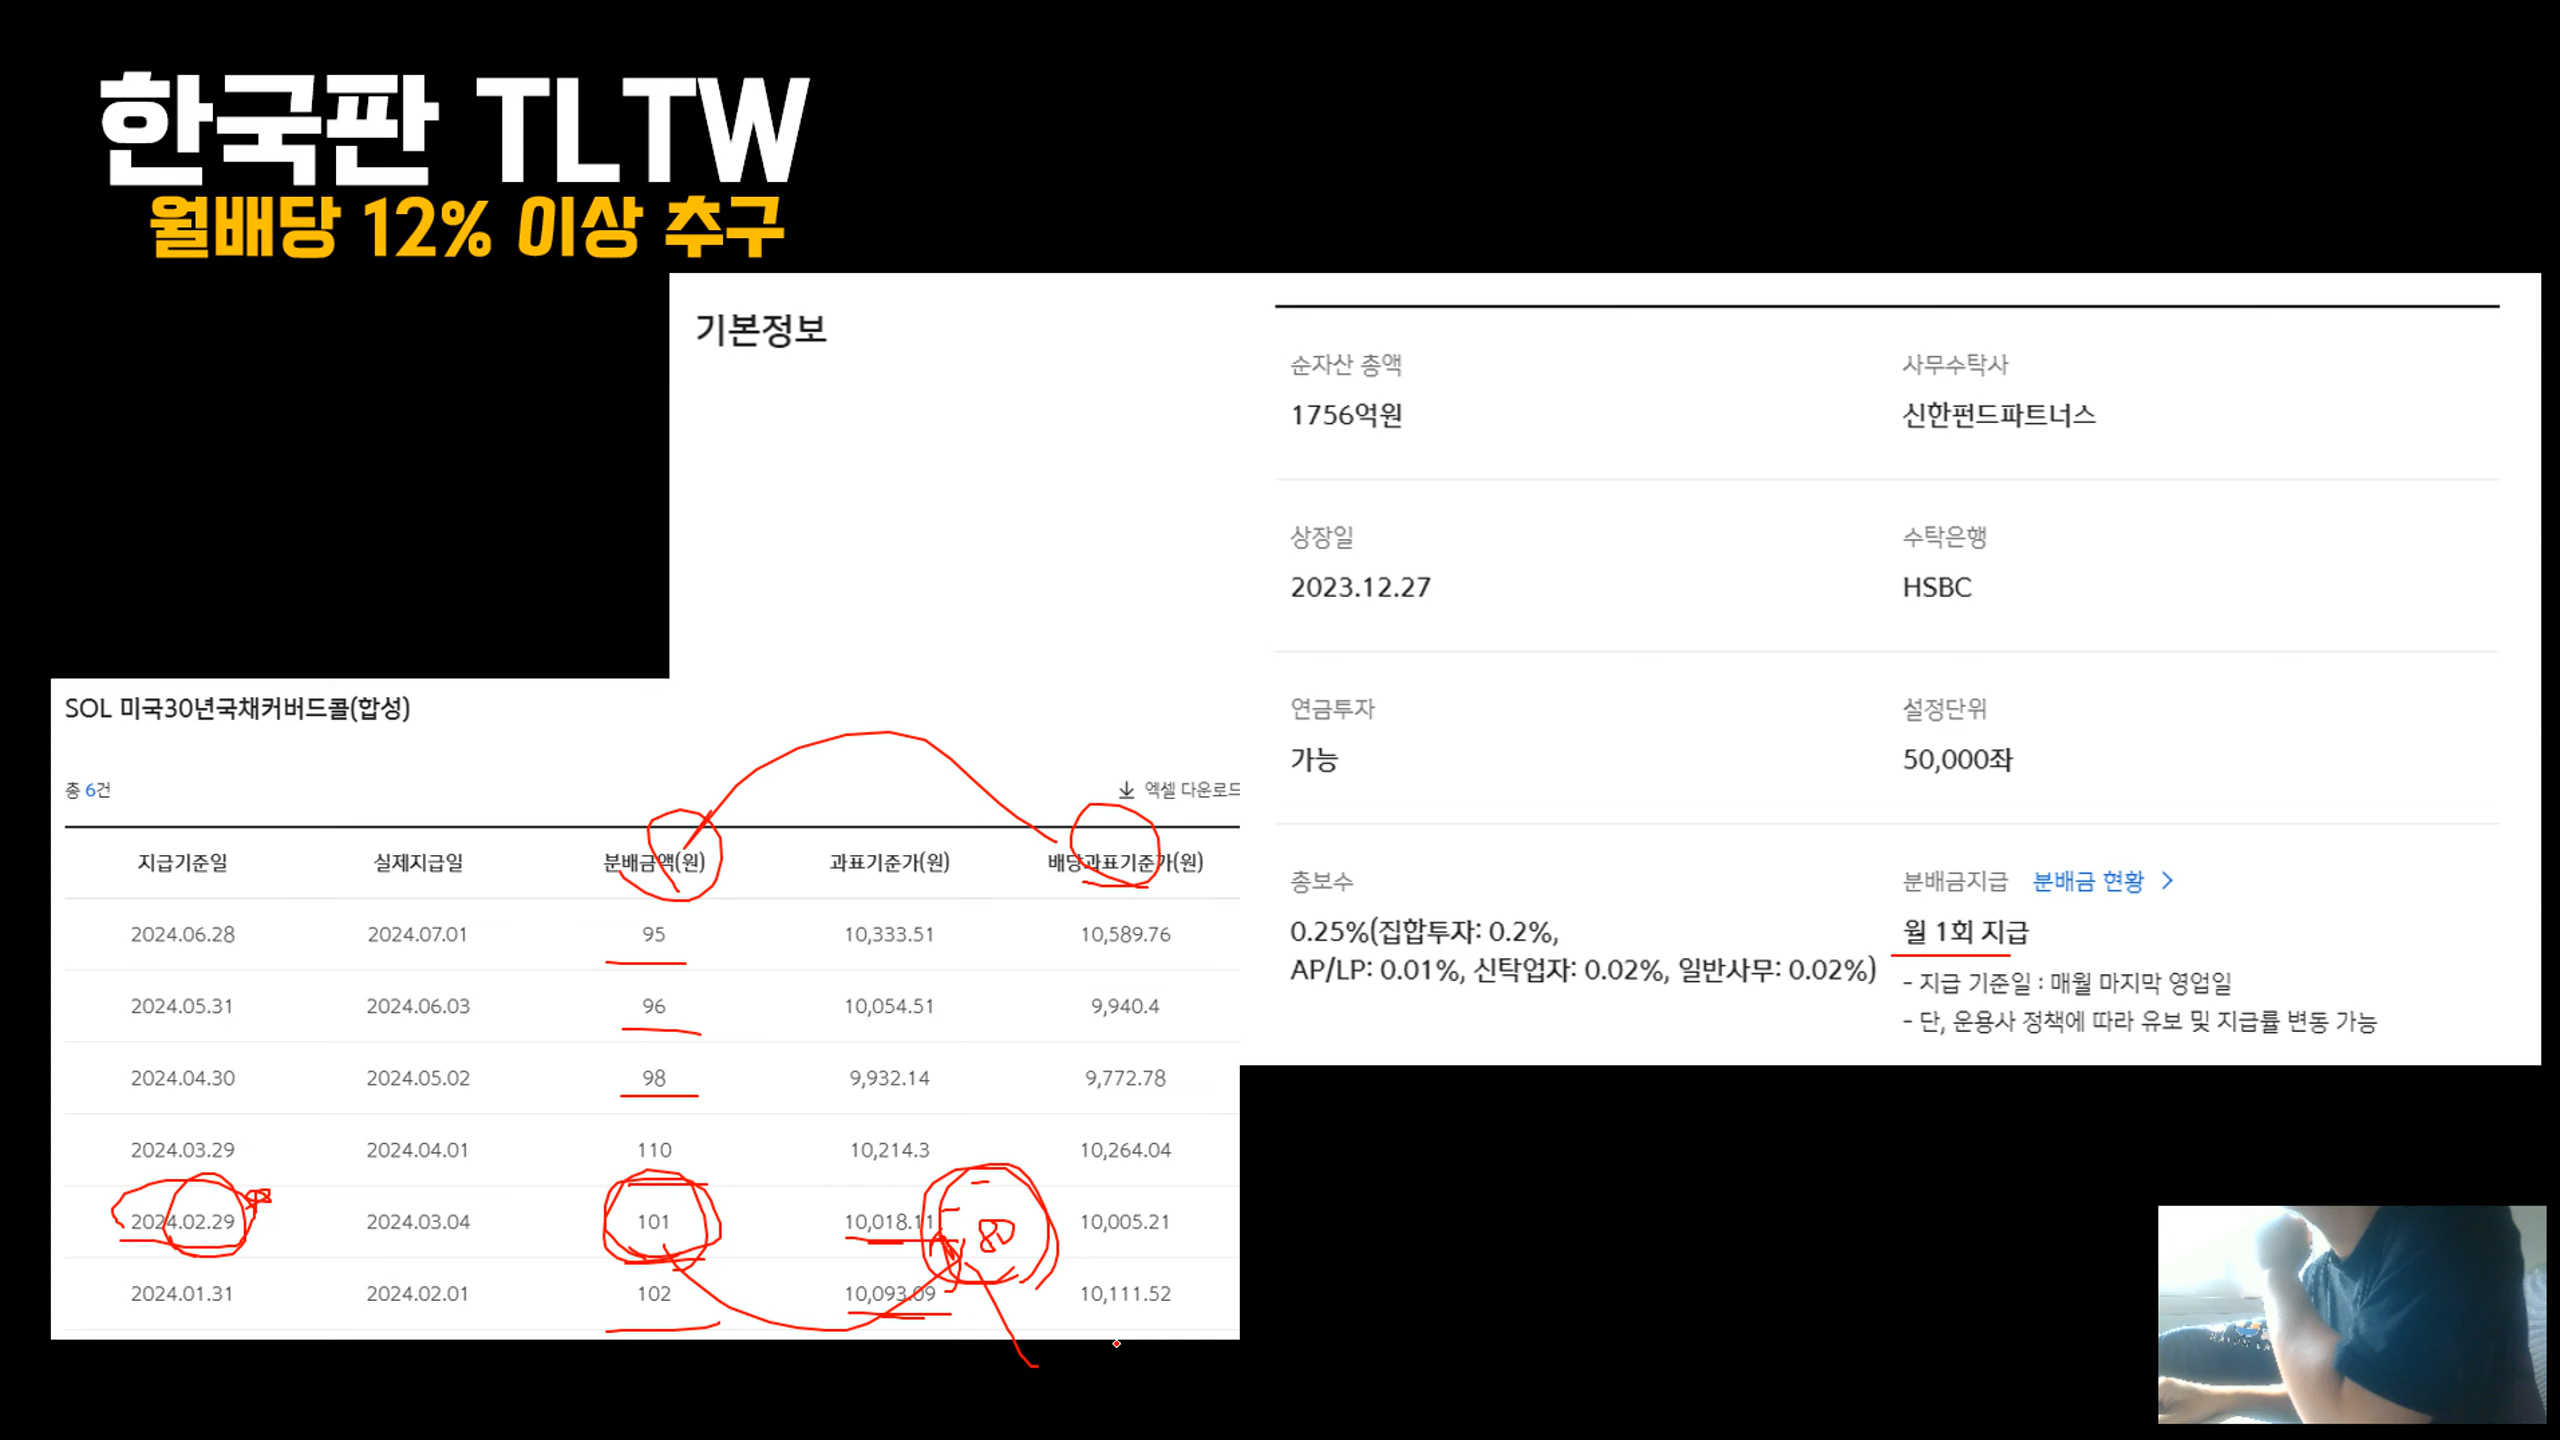 한국판 TLTW
월배당 12% 이상 추구
기본정보
순자산 총액
1756억원
사무수탁사
신한펀드파트너스
상장일
2023.12.27
수탁은행
HSBC
연금투자
가능
설정단위
50,000좌
총보수
0.25%(집합투자: 0.2%,
AP/LP: 0.01%, 신탁업자: 0.02%, 일반사무: 0.02%)
분배금지급 분배금 현황 >
월 1회 지급
- 지급 기준일 : 매월 마지막 영업일
- 단, 운용사 정책에 따라 유보 및 지급률 변동 가능
SOL 미국30년국채커버드콜(합성)
총 6건
엑셀 다운로드
지급기준일 실제지급일 분배금액(원) 과표기준가(원) 배당과표기준가(원)
2024.06.28 2024.07.01 95 10,333.51 10,589.76
2024.05.31 2024.06.03 96 10,054.51 9,940.4
2024.04.30 2024.05.02 98 9,932.14 9,772.78
2024.03.29 2024.04.01 110 10,214.3 10,264.04
2024.02.29 2024.03.04 101 10,018.11 10,005.21
80
2024.01.31 2024.02.01 102 10,093.09 10,111.52